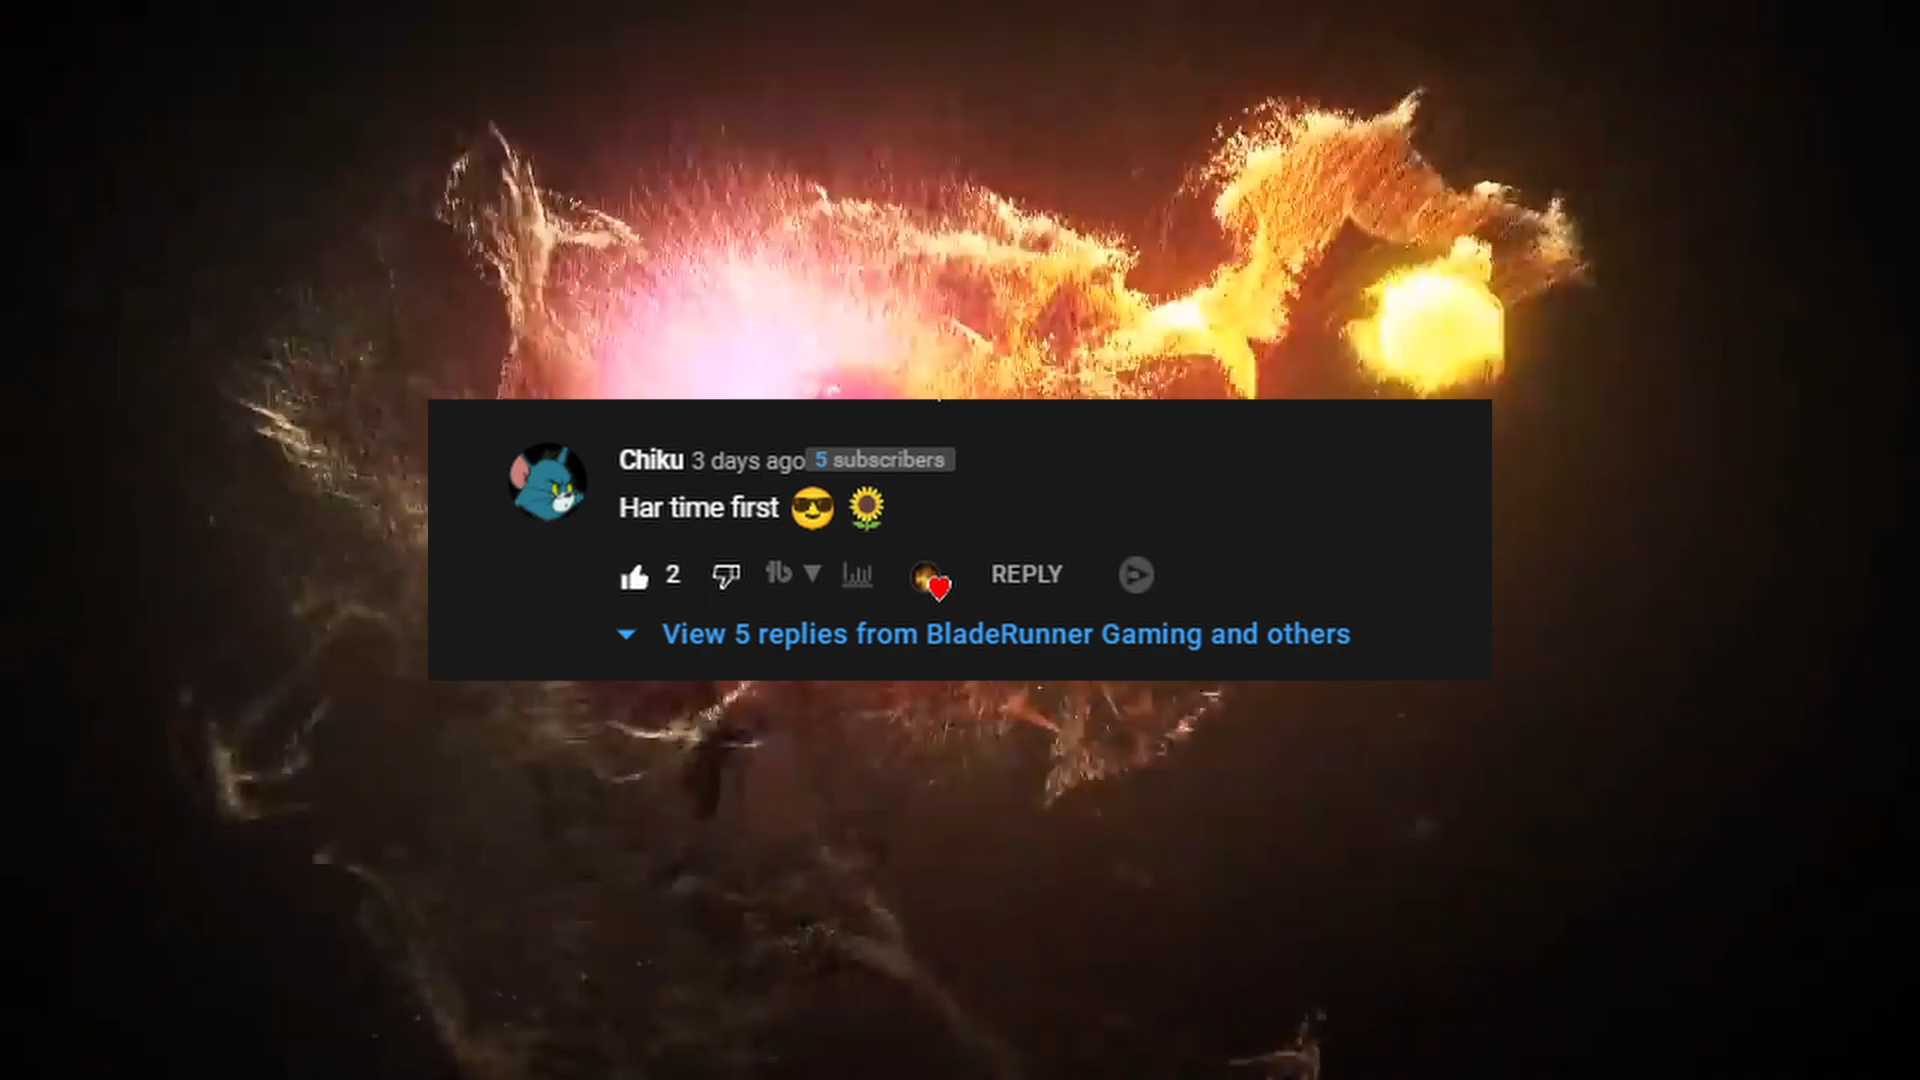 Chiku 3 days ago 5 subscribers
Har time first 😎 🌻
2 REPLY
View 5 replies from BladeRunner Gaming and others